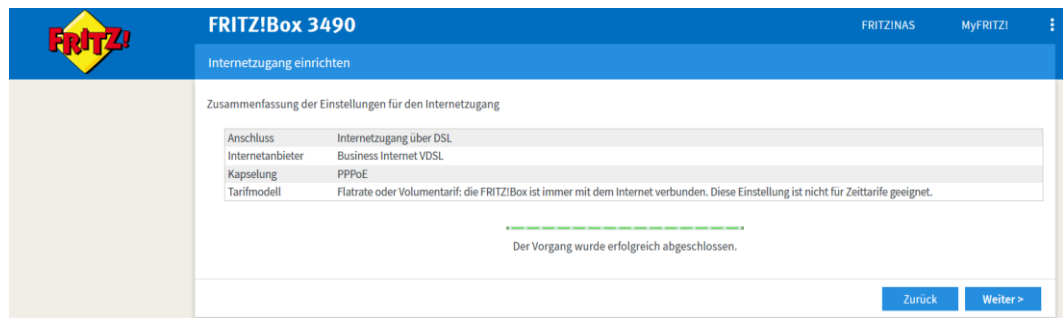 FRITZ!
FRITZ!Box 3490
FRITZ!NAS
MyFRITZ!
Internetzugang einrichten
Zusammenfassung der Einstellungen für den Internetzugang
Anschluss Internetzugang über DSL
Internetanbieter Business Internet VDSL
Kapselung PPPoE
Tarifmodell Flatrate oder Volumentarif: die FRITZ!Box ist immer mit dem Internet verbunden. Diese Einstellung ist nicht für Zeittarife geeignet.
Der Vorgang wurde erfolgreich abgeschlossen.
Zurück
Weiter >